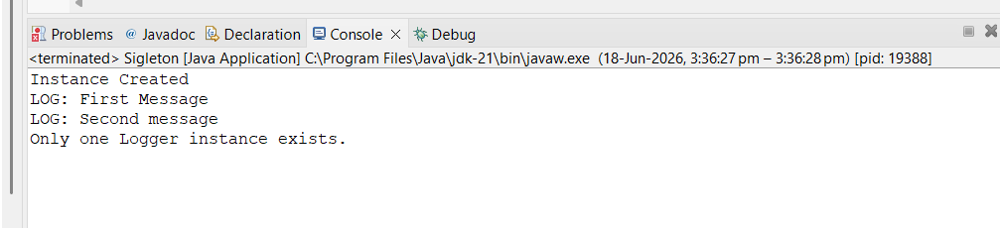 Problems @ Javadoc Declaration Console Debug
<terminated> Sigleton [Java Application] C:\Program Files\Java\jdk-21\bin\javaw.exe (18-Jun-2026, 3:36:27 pm – 3:36:28 pm) [pid: 19388]
Instance Created
LOG: First Message
LOG: Second message
Only one Logger instance exists.